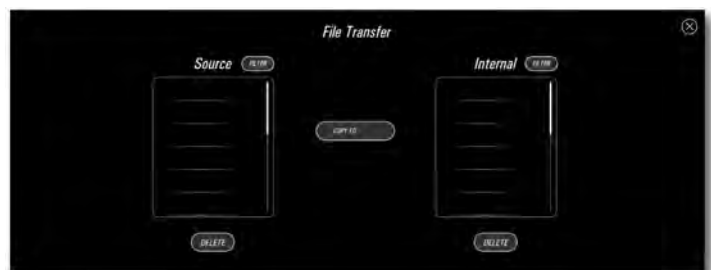 File Transfer
Source FILTER
Internal FILTER
COPY TO
DELETE
DELETE